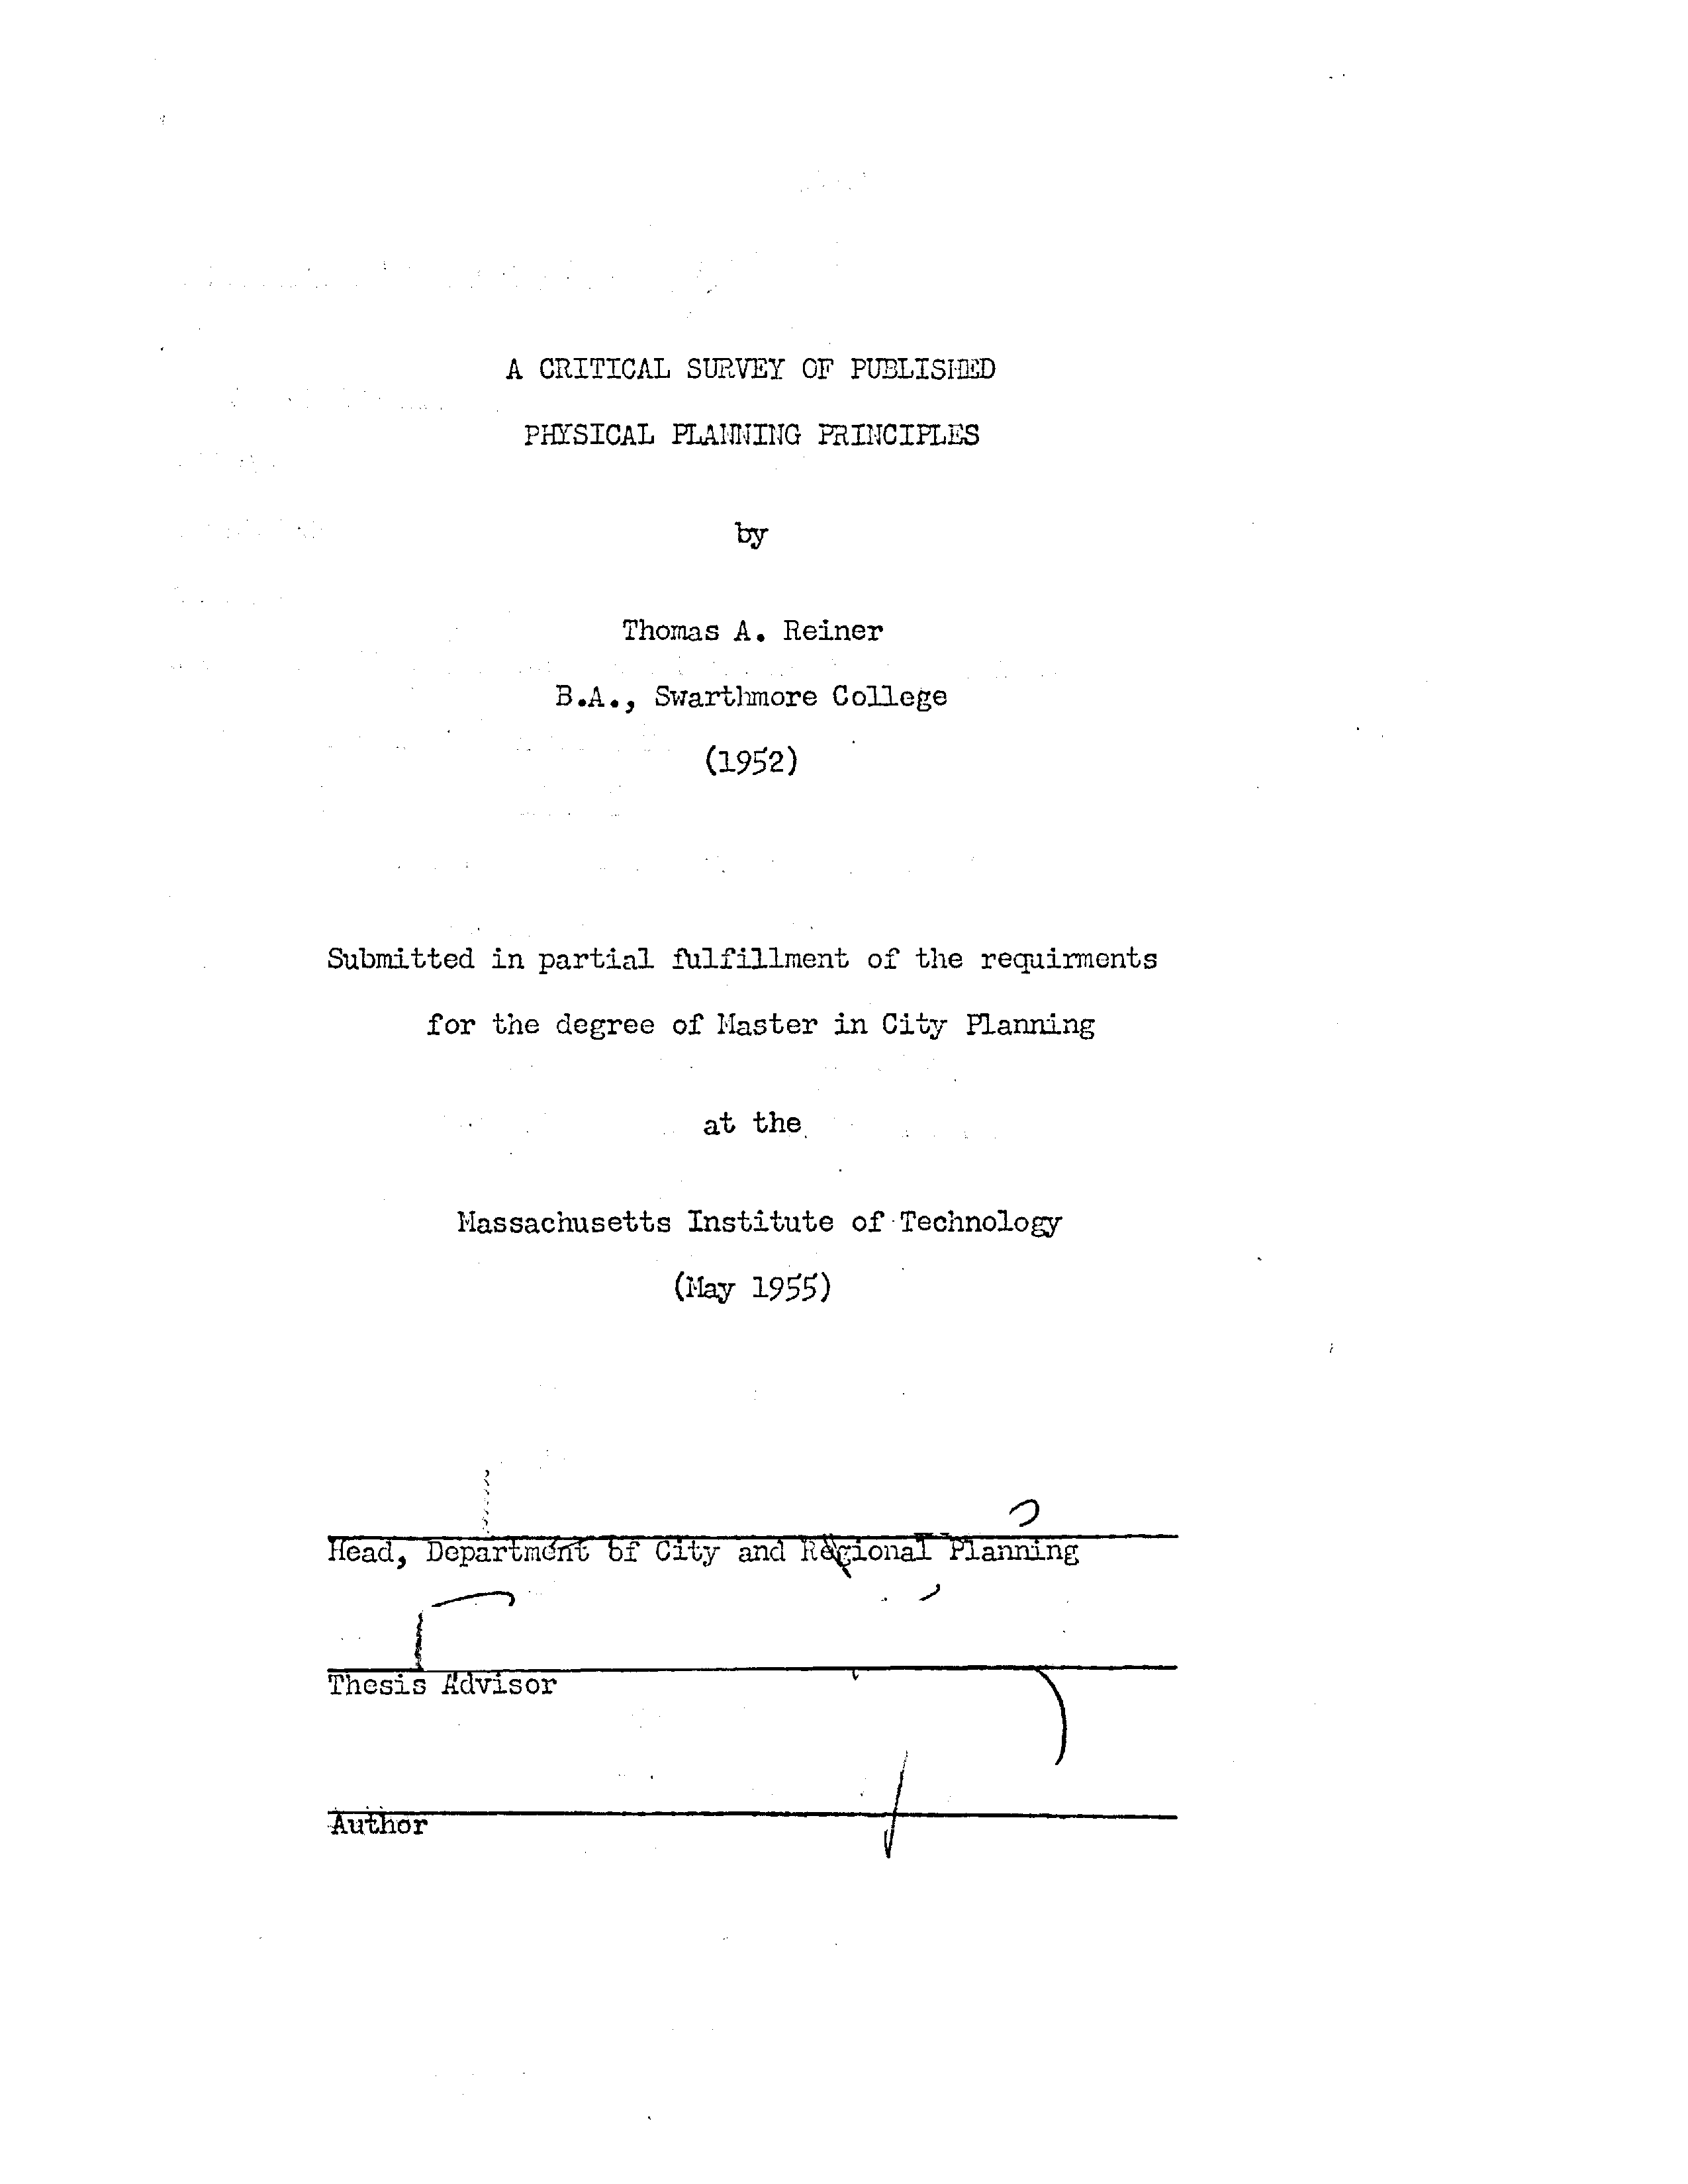 A CRITICAL SURVEY OF PUBLISHED
PHYSICAL PLANNING PRINCIPLES
by
Thomas A. Reiner
B.A., Swarthmore College
(1952)
Submitted in partial fulfillment of the requirments
for the degree of Master in City Planning
at the
Massachusetts Institute of Technology
(May 1955)
Head, Department of City and Regional Planning
Thesis Advisor
Author